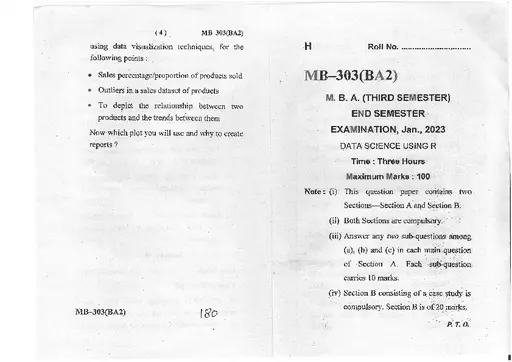 ( 4 ) MB 303(BA2)
using data visualization techniques, for the
following points :
• Sales percentage/proportion of products sold
• Outliers in a sales dataset of products
• To depict the relationship between two
products and the trends between them
Now which plot you will use and why to create
reports ?
MB–303(BA2) 180
H Roll No. ..............................
MB–303(BA2)
M. B. A. (THIRD SEMESTER)
END SEMESTER
EXAMINATION, Jan., 2023
DATA SCIENCE USING R
Time : Three Hours
Maximum Marks : 100
Note : (i) This question paper contains two
Sections—Section A and Section B.
(ii) Both Sections are compulsory.
(iii) Answer any two sub-questions among
(a), (b) and (c) in each main question
of Section A. Each sub-question
carries 10 marks.
(iv) Section B consisting of a case study is
compulsory. Section B is of 20 marks.
P. T. O.